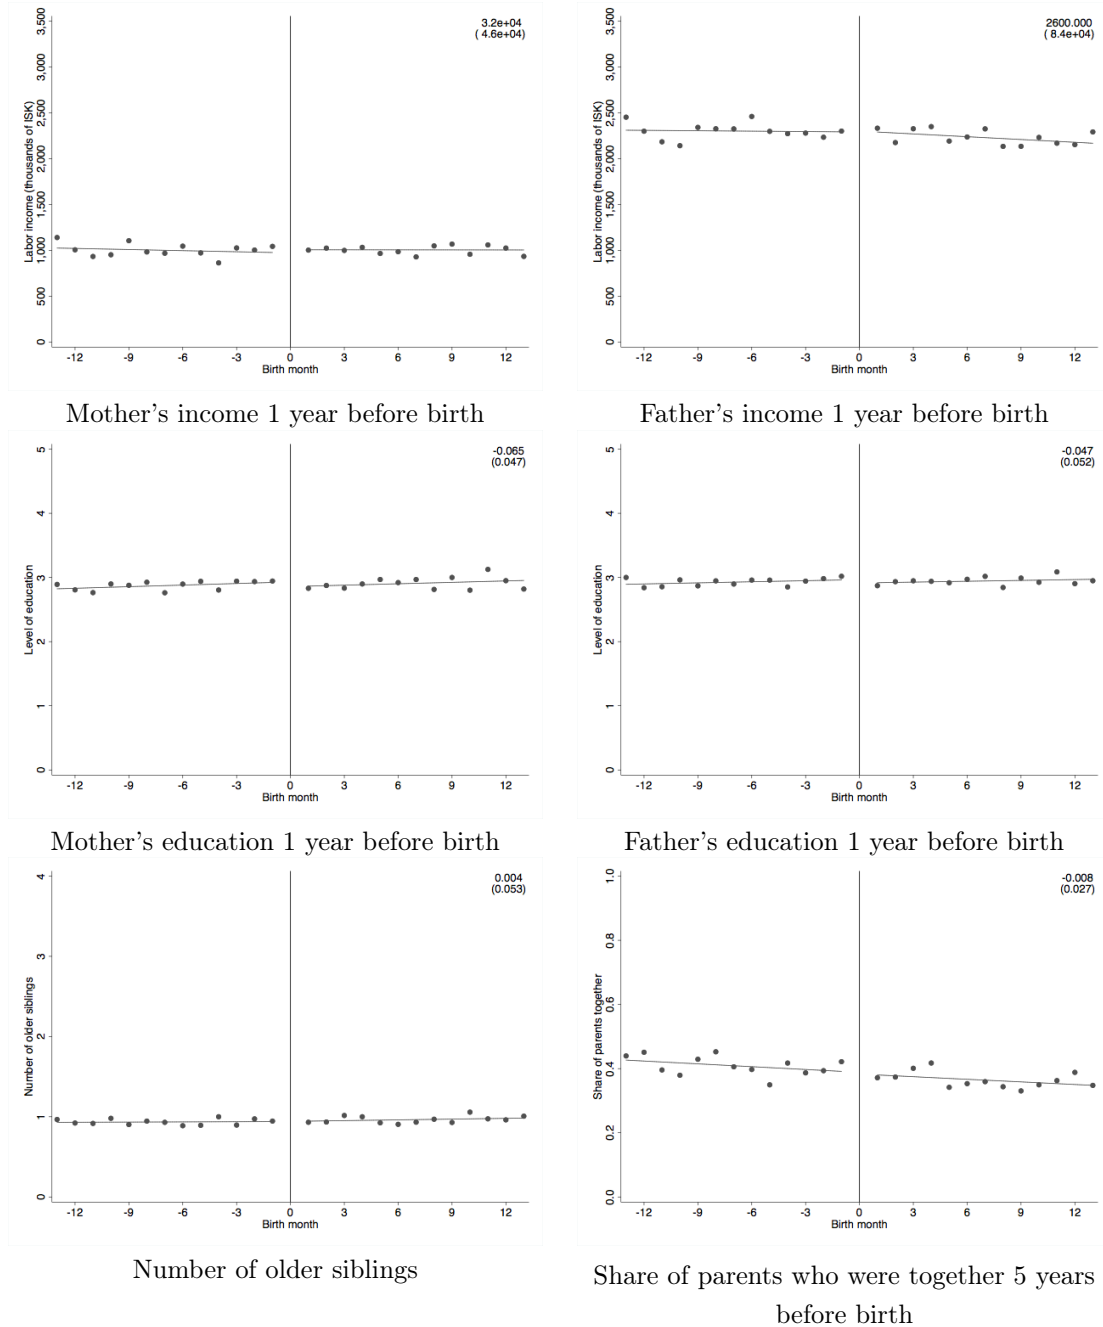 3.2e+04
( 4.6e+04)
Labor income (thousands of ISK)
0 500 1,000 1,500 2,000 2,500 3,000 3,500
-12 -9 -6 -3 0 3 6 9 12
Birth month
Mother's income 1 year before birth
2600.000
( 8.4e+04)
Labor income (thousands of ISK)
0 500 1,000 1,500 2,000 2,500 3,000 3,500
-12 -9 -6 -3 0 3 6 9 12
Birth month
Father's income 1 year before birth
-0.065
(0.047)
Level of education
0 1 2 3 4 5
-12 -9 -6 -3 0 3 6 9 12
Birth month
Mother's education 1 year before birth
-0.047
(0.052)
Level of education
0 1 2 3 4 5
-12 -9 -6 -3 0 3 6 9 12
Birth month
Father's education 1 year before birth
0.004
(0.053)
Number of older siblings
0 1 2 3 4
-12 -9 -6 -3 0 3 6 9 12
Birth month
Number of older siblings
-0.008
(0.027)
Share of parents together
0.0 0.2 0.4 0.6 0.8 1.0
-12 -9 -6 -3 0 3 6 9 12
Birth month
Share of parents who were together 5 years
before birth